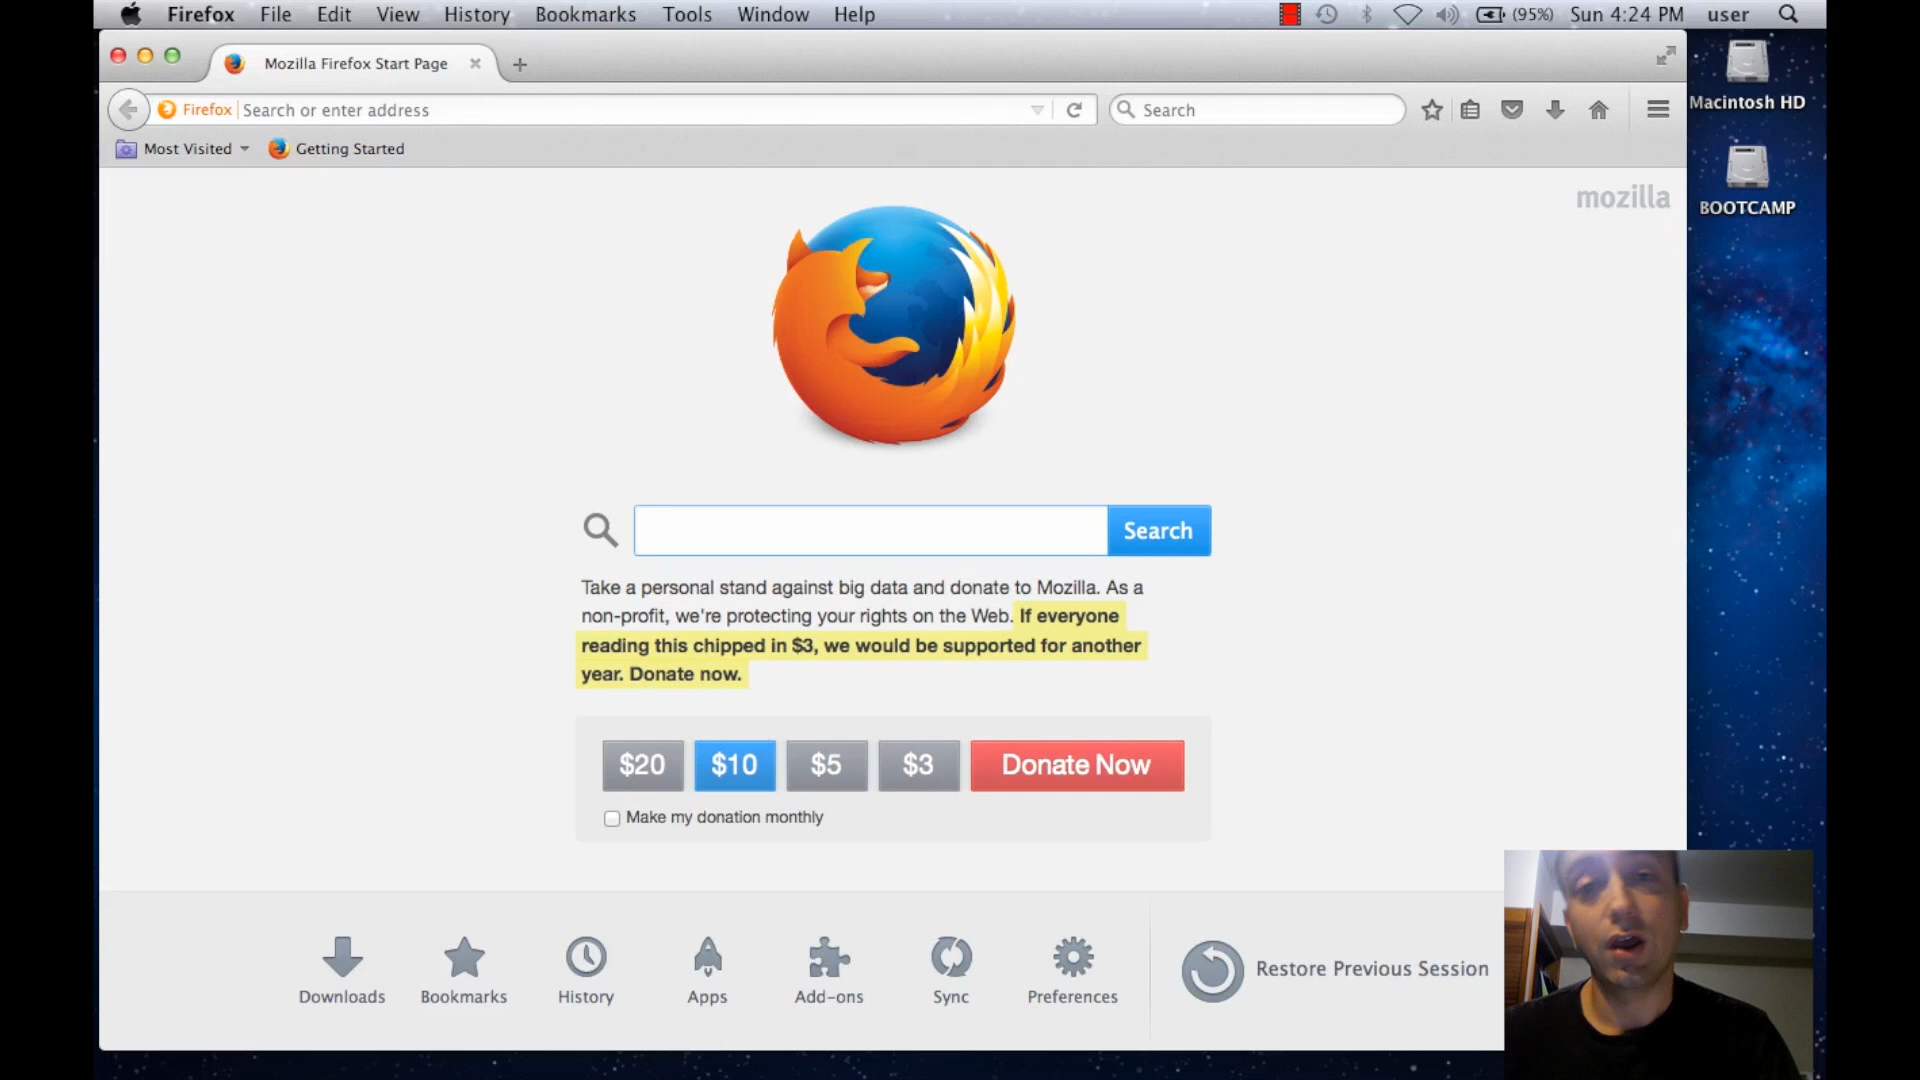 Firefox File Edit View History Bookmarks Tools Window Help (95%) Sun 4:24 PM user
Mozilla Firefox Start Page
Firefox Search or enter address Search
Most Visited Getting Started
Macintosh HD
BOOTCAMP
mozilla
Search
Take a personal stand against big data and donate to Mozilla. As a
non-profit, we're protecting your rights on the Web. If everyone
reading this chipped in $3, we would be supported for another
year. Donate now.
$20 $10 $5 $3 Donate Now
Make my donation monthly
Downloads Bookmarks History Apps Add-ons Sync Preferences Restore Previous Session